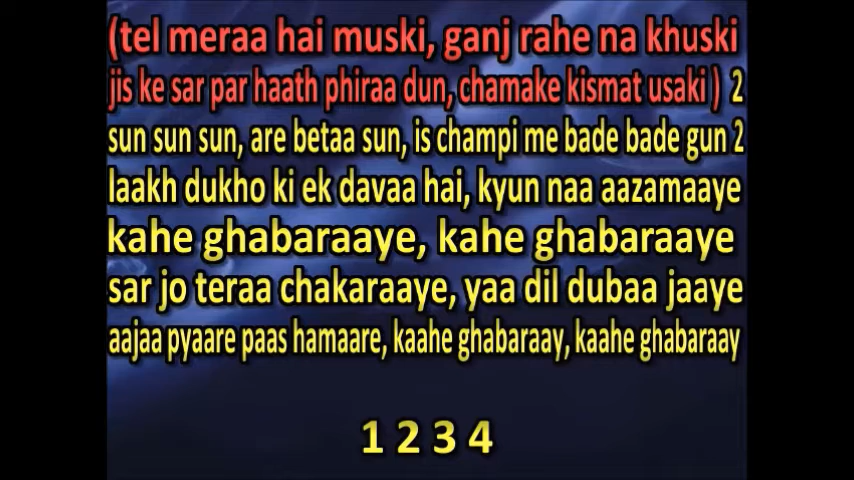 (tel meraa hai muski, ganj rahe na khuski
jis ke sar par haath phiraa dun, chamake kismat usaki ) 2
sun sun sun, are betaa sun, is champi me bade bade gun 2
laakh dukho ki ek davaa hai, kyun naa aazamaaye
kahe ghabaraaye, kahe ghabaraaye
sar jo teraa chakaraaye, yaa dil dubaa jaaye
aajaa pyaare paas hamaare, kaahe ghabaraay, kaahe ghabaraay
1 2 3 4